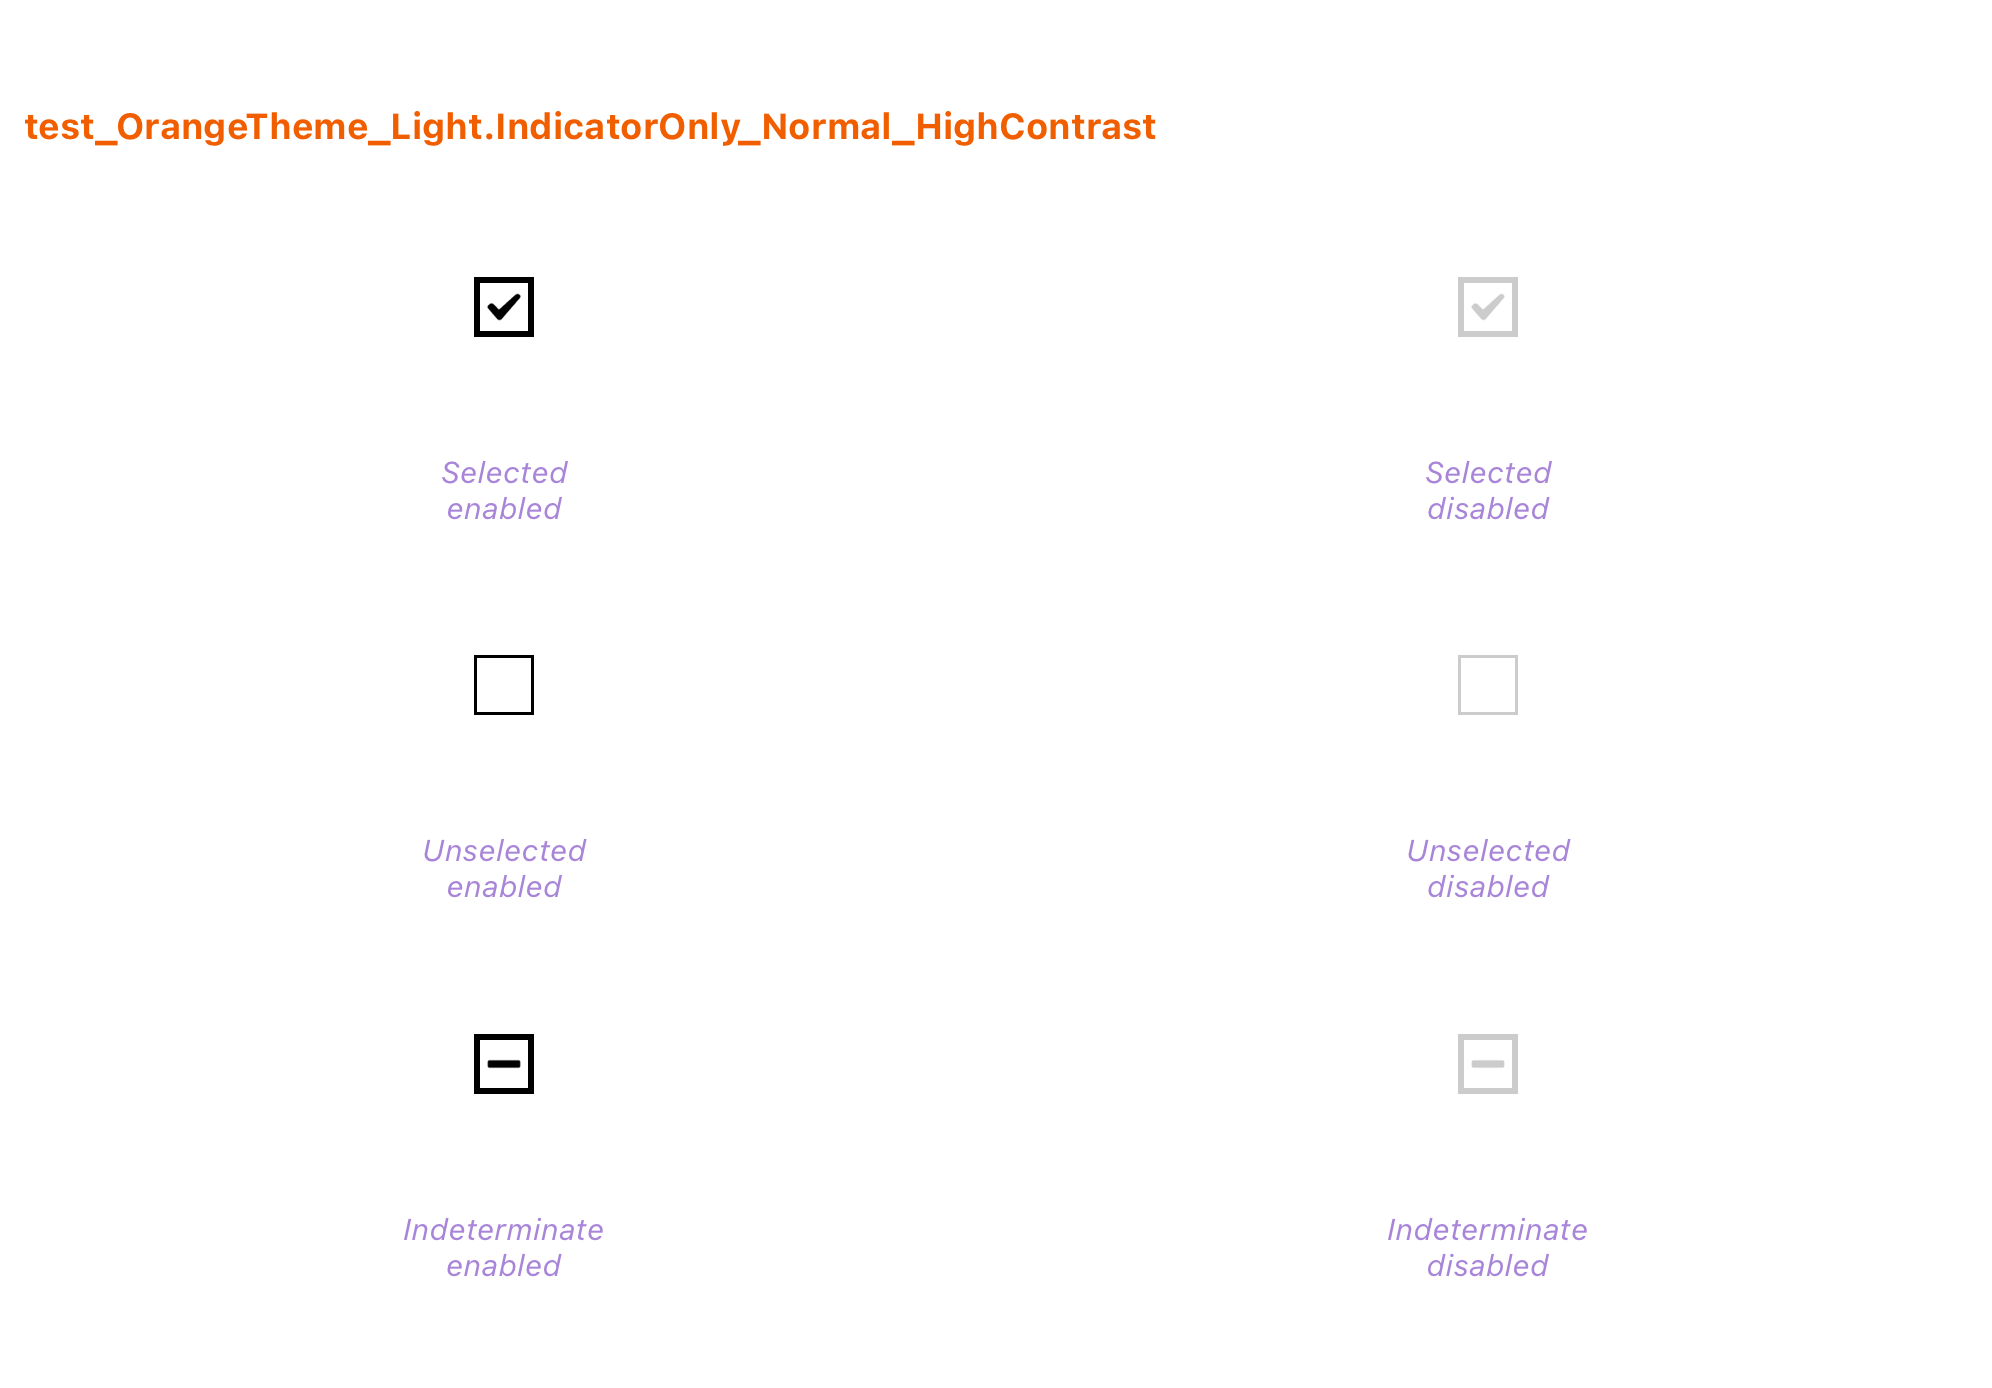 test_OrangeTheme_Light.IndicatorOnly_Normal_HighContrast
Selected
enabled
Selected
disabled
Unselected
enabled
Unselected
disabled
Indeterminate
enabled
Indeterminate
disabled